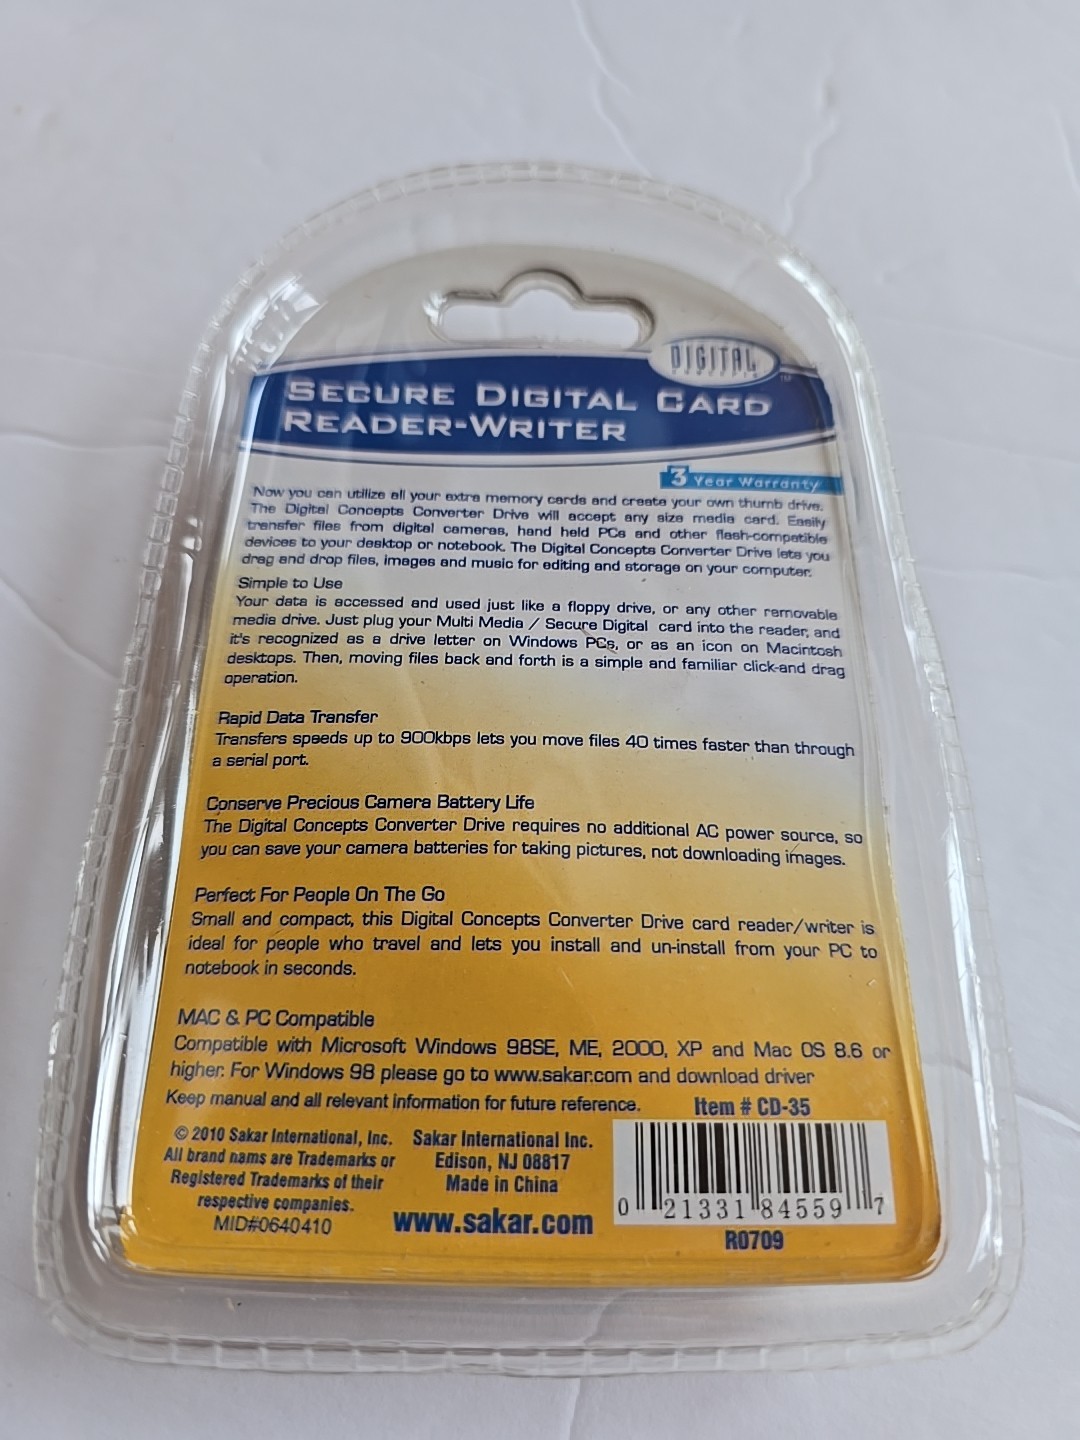 DIGITAL
CONCEPTS
TM
SECURE DIGITAL CARD
READER-WRITER
3 Year Warranty
Now you can utilize all your extra memory cards and create your own thumb drive.
The Digital Concepts Converter Drive will accept any size media card. Easily
transfer files from digital cameras, hand held PCs and other flash-compatible
devices to your desktop or notebook. The Digital Concepts Converter Drive lets you
drag and drop files, images and music for editing and storage on your computer.
Simple to Use
Your data is accessed and used just like a floppy drive, or any other removable
media drive. Just plug your Multi Media / Secure Digital card into the reader, and
it's recognized as a drive letter on Windows PCs, or as an icon on Macintosh
desktops. Then, moving files back and forth is a simple and familiar click-and drag
operation.
Rapid Data Transfer
Transfers speeds up to 900kbps lets you move files 40 times faster than through
a serial port.
Conserve Precious Camera Battery Life
The Digital Concepts Converter Drive requires no additional AC power source, so
you can save your camera batteries for taking pictures, not downloading images.
Perfect For People On The Go
Small and compact, this Digital Concepts Converter Drive card reader/writer is
ideal for people who travel and lets you install and un-install from your PC to
notebook in seconds.
MAC & PC Compatible
Compatible with Microsoft Windows 98SE, ME, 2000, XP and Mac OS 8.6 or
higher. For Windows 98 please go to www.sakar.com and download driver
Keep manual and all relevant information for future reference.
© 2010 Sakar International, Inc.
All brand nams are Trademarks or
Registered Trademarks of their
respective companies.
MID#0640410
Sakar International Inc.
Edison, NJ 08817
Made in China
www.sakar.com
Item # CD-35
0 21331 84559 7
R0709